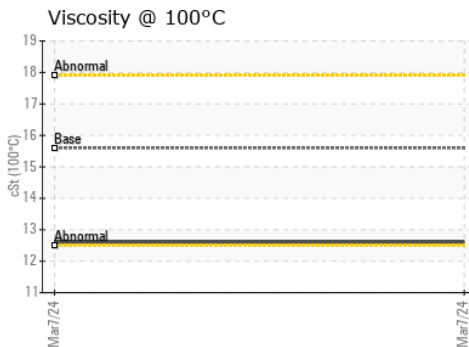 Viscosity @ 100°C
19
18
17
16
15
14
13
12
11
cSt (100°C)
Abnormal
Base
Abnormal
Mar7/24
Mar7/24